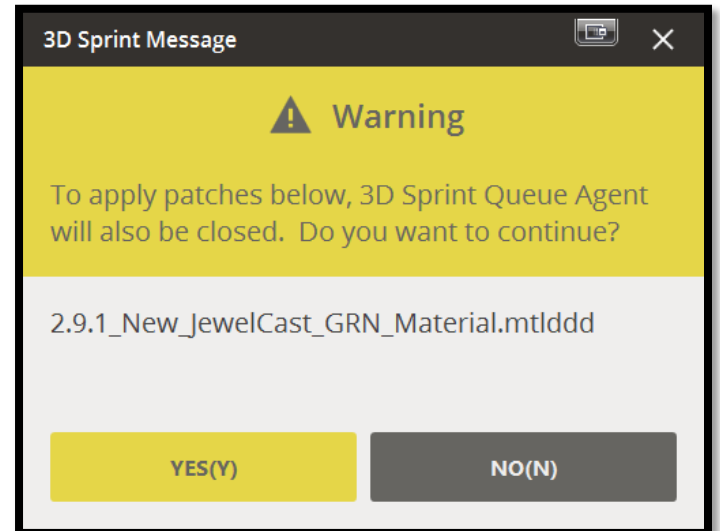 3D Sprint Message
Warning
To apply patches below, 3D Sprint Queue Agent
will also be closed.  Do you want to continue?
2.9.1_New_JewelCast_GRN_Material.mtlddd
YES(Y)
NO(N)